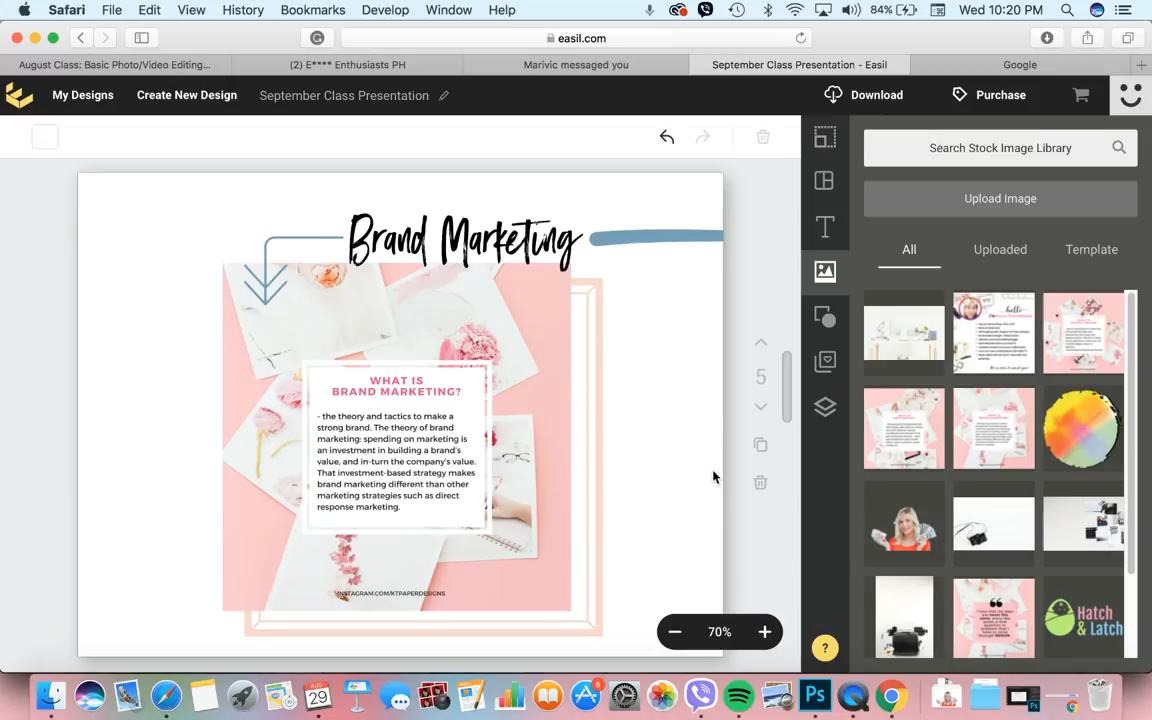 Safari File Edit View History Bookmarks Develop Window Help 84% Wed 10:20 PM
easil.com
August Class: Basic Photo/Video Editing... (2) E**** Enthusiasts PH Marivic messaged you September Class Presentation - Easil Google
My Designs Create New Design September Class Presentation Download Purchase
Search Stock Image Library
Upload Image
All Uploaded Template
Brand Marketing
WHAT IS
BRAND MARKETING?
- the theory and tactics to make a
strong brand. The theory of brand
marketing: spending on marketing is
an investment in building a brand's
value, and in-turn the company's value.
That investment-based strategy makes
brand marketing different than other
marketing strategies such as direct
response marketing.
INSTAGRAM.COM/KTPAPERDESIGNS
5
70%
?
hello
Hatch
& Latch
AUG
29
6
Ps